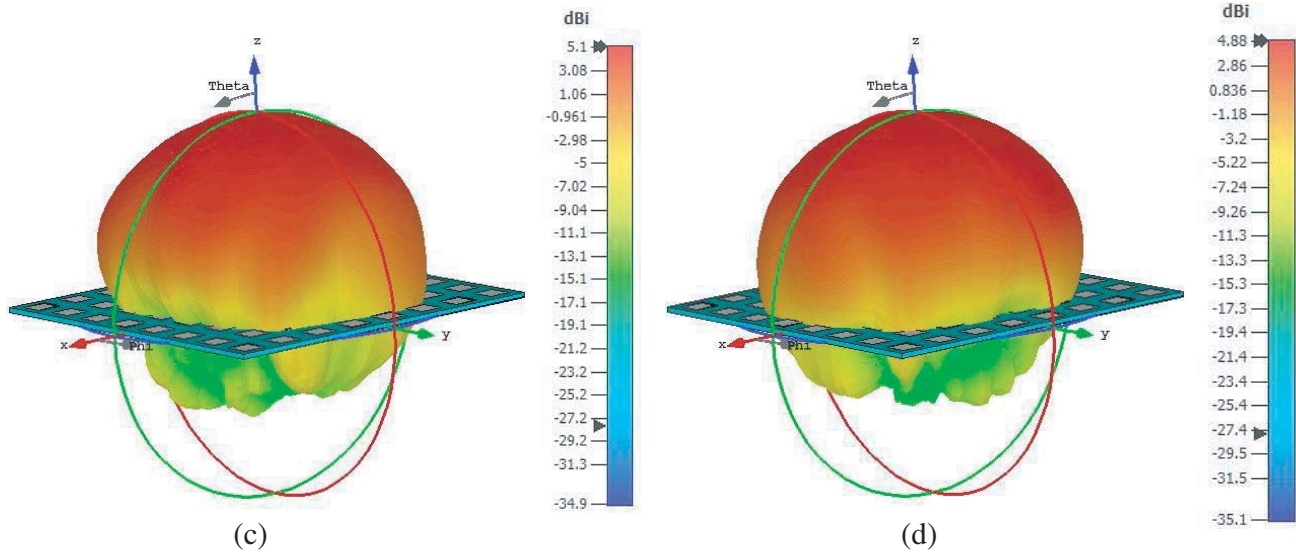 dBi
5.1
3.08
1.06
-0.961
-2.98
-5
-7.02
-9.04
-11.1
-13.1
-15.1
-17.1
-19.1
-21.2
-23.2
-25.2
-27.2
-29.2
-31.3
-34.9
z
Theta
x
Phi
y
(c)
dBi
4.88
2.86
0.836
-1.18
-3.2
-5.22
-7.24
-9.26
-11.3
-13.3
-15.3
-17.3
-19.4
-21.4
-23.4
-25.4
-27.4
-29.5
-31.5
-35.1
z
Theta
x
Phi
y
(d)